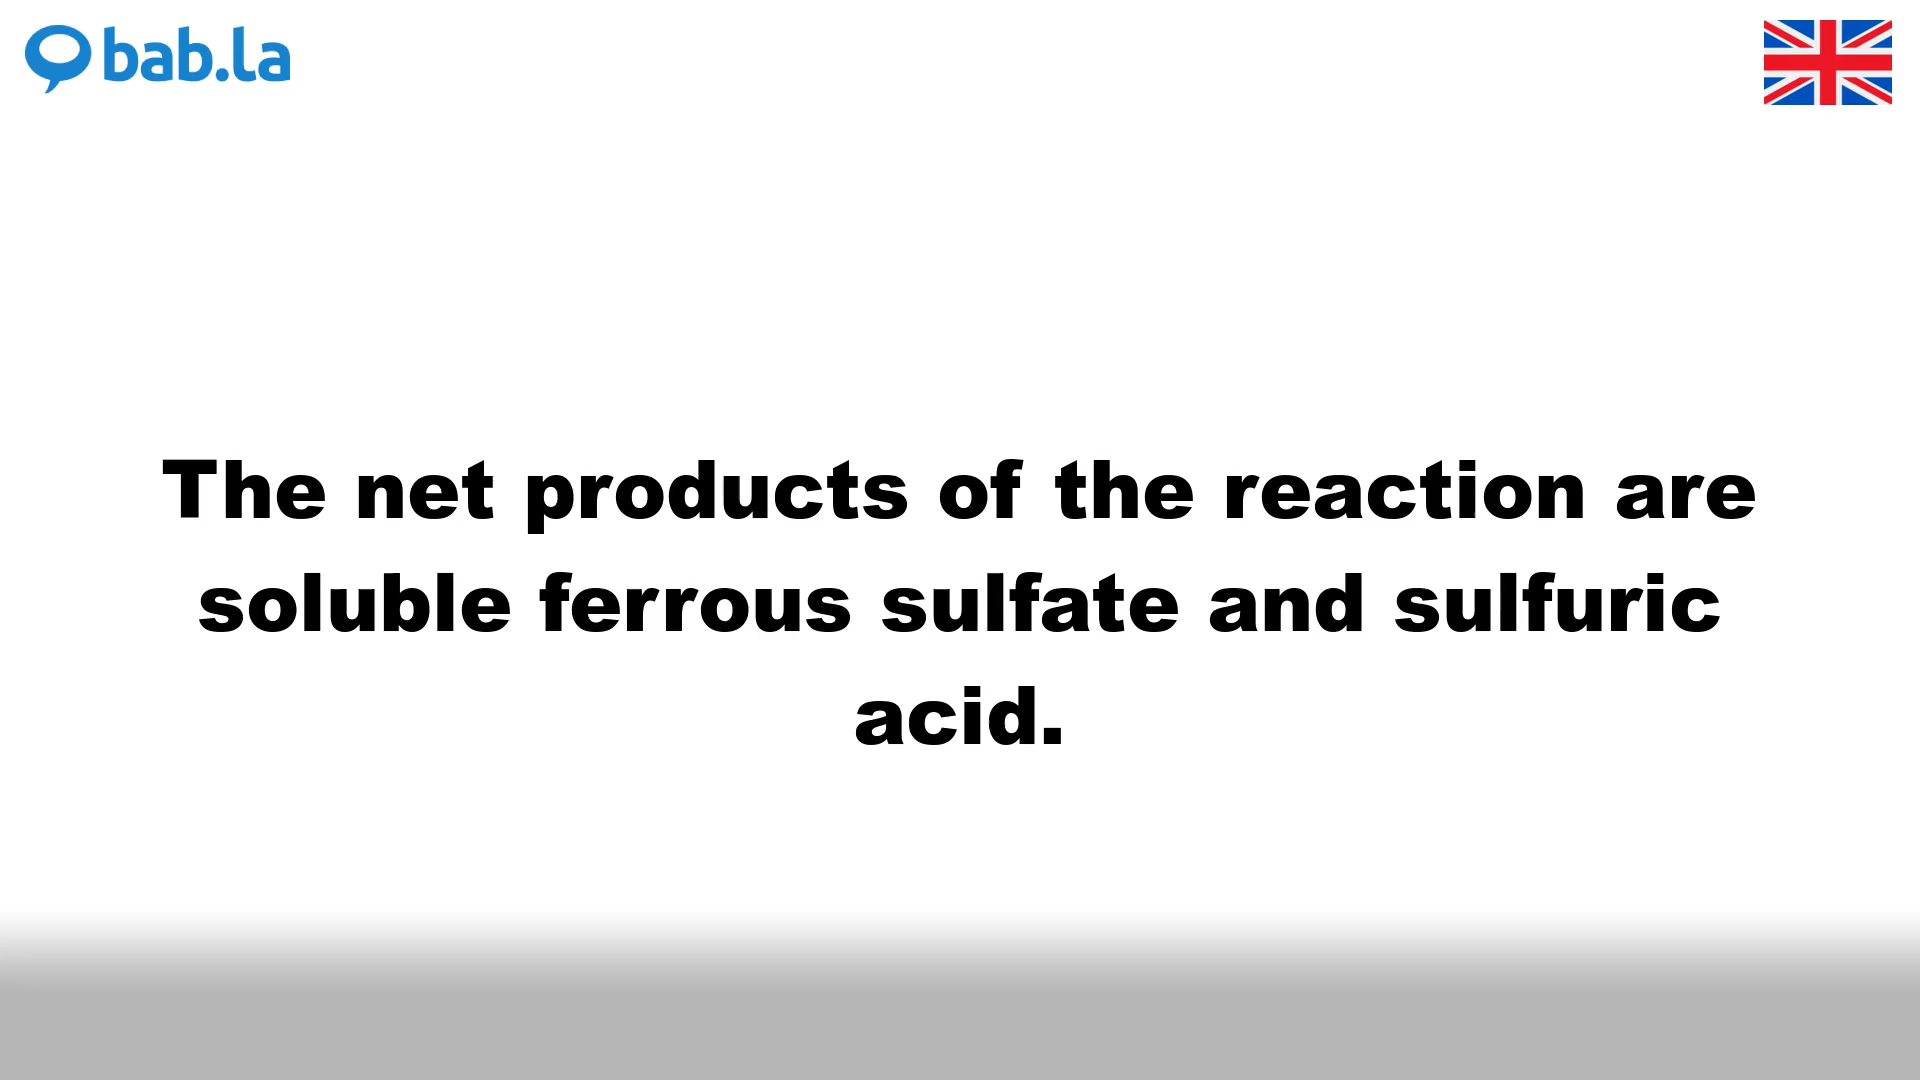 bab.la
The net products of the reaction are
soluble ferrous sulfate and sulfuric
acid.